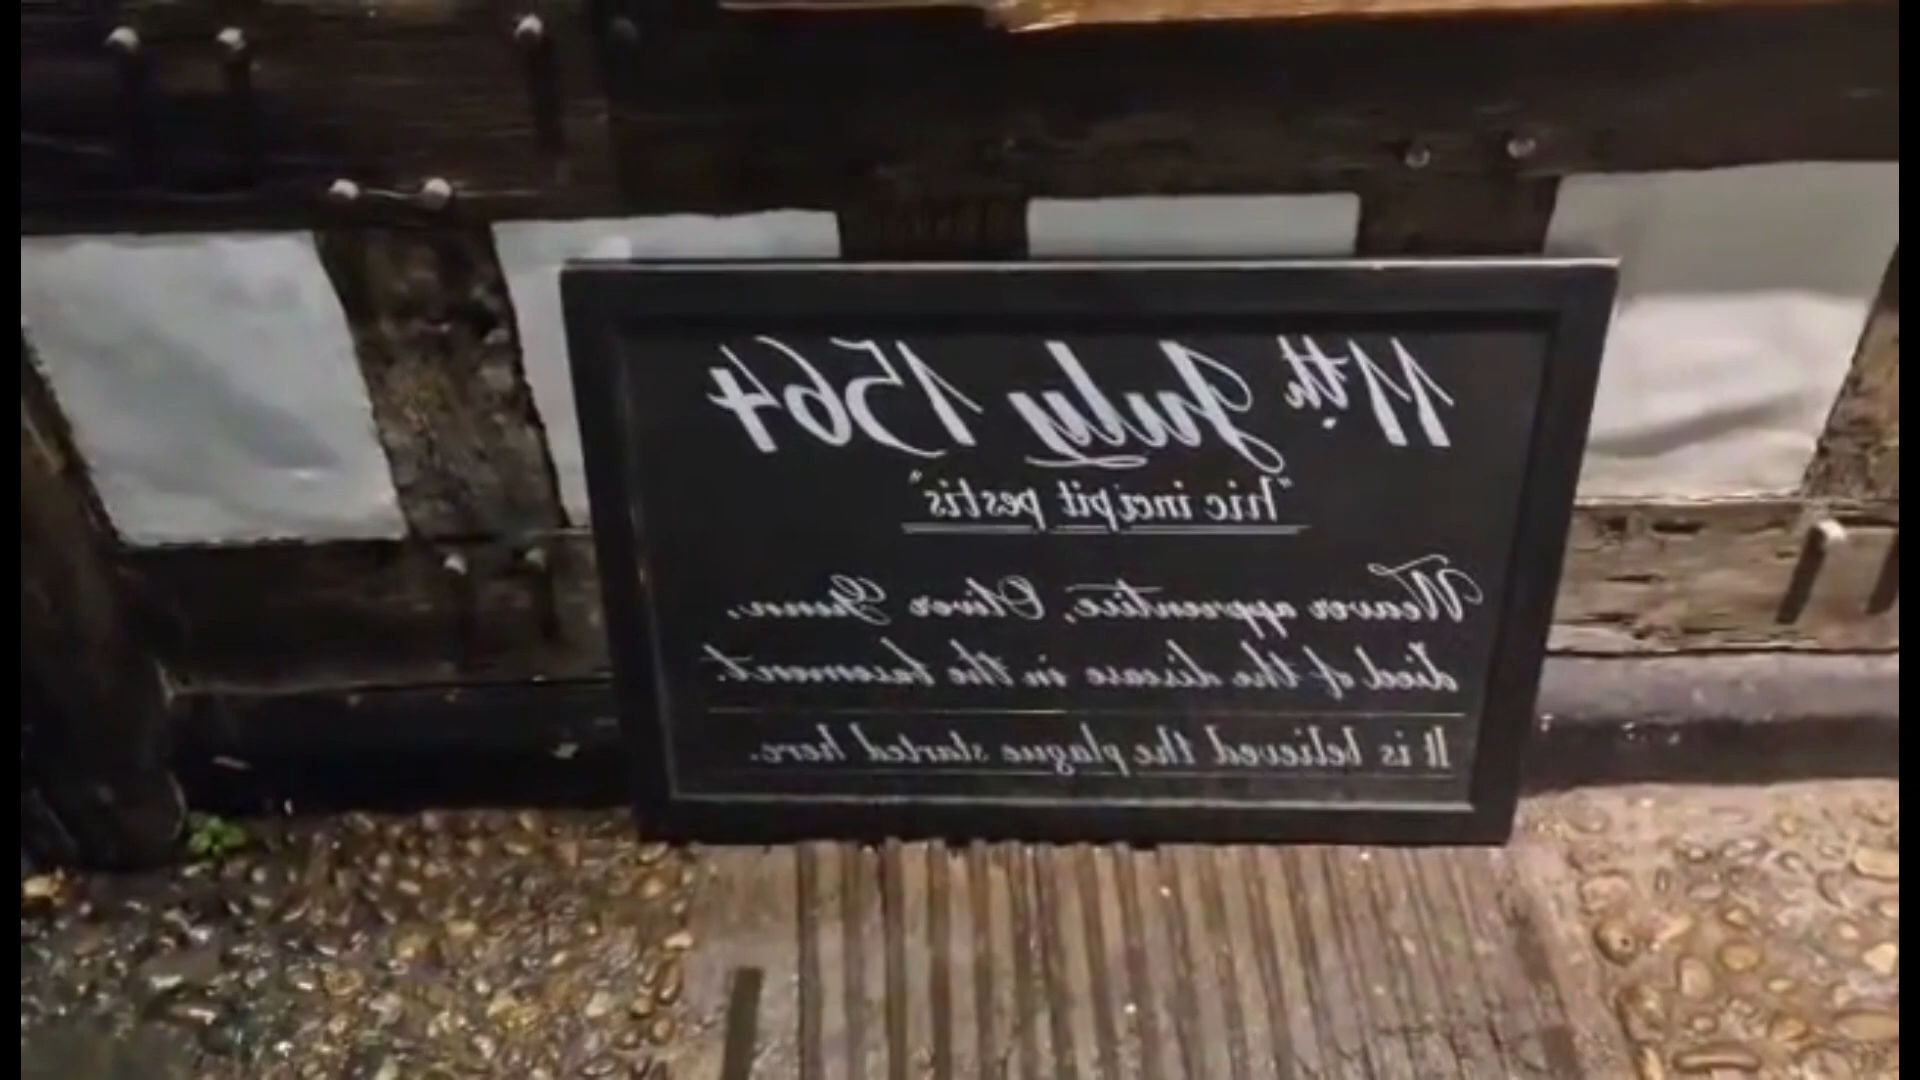 11th July 1564
"hic incipit pestis"
Weaver apprentice, Oliver Gunn,
died of the disease in the basement.
It is believed the plague started here.